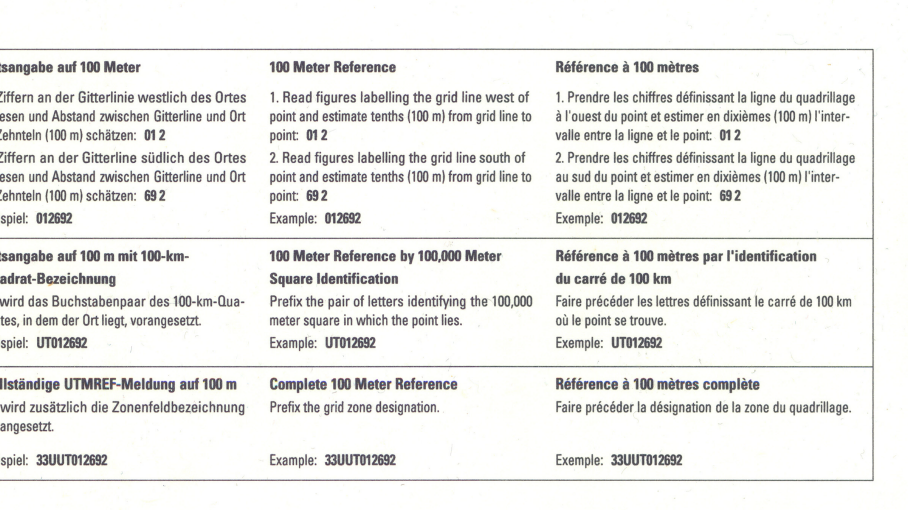 tsangabe auf 100 Meter
Ziffern an der Gitterlinie westlich des Ortes
esen und Abstand zwischen Gitterline und Ort
Zehnteln (100 m) schätzen: 01 2
Ziffern an der Gitterlinie südlich des Ortes
esen und Abstand zwischen Gitterline und Ort
Zehnteln (100 m) schätzen: 69 2
spiel: 012692
100 Meter Reference
1. Read figures labelling the grid line west of
point and estimate tenths (100 m) from grid line to
point: 01 2
2. Read figures labelling the grid line south of
point and estimate tenths (100 m) from grid line to
point: 69 2
Example: 012692
Référence à 100 mètres
1. Prendre les chiffres définissant la ligne du quadrillage
à l'ouest du point et estimer en dixièmes (100 m) l'inter-
valle entre la ligne et le point: 01 2
2. Prendre les chiffres définissant la ligne du quadrillage
au sud du point et estimer en dixièmes (100 m) l'inter-
valle entre la ligne et le point: 69 2
Exemple: 012692
tsangabe auf 100 m mit 100-km-
adrat-Bezeichnung
wird das Buchstabenpaar des 100-km-Qua-
tes, in dem der Ort liegt, vorangesetzt.
spiel: UT012692
100 Meter Reference by 100,000 Meter
Square Identification
Prefix the pair of letters identifying the 100,000
meter square in which the point lies.
Example: UT012692
Référence à 100 mètres par l'identification
du carré de 100 km
Faire précéder les lettres définissant le carré de 100 km
où le point se trouve.
Exemple: UT012692
llständige UTMREF-Meldung auf 100 m
wird zusätzlich die Zonenfeldbezeichnung
angesetzt.
spiel: 33UUT012692
Complete 100 Meter Reference
Prefix the grid zone designation.
Example: 33UUT012692
Référence à 100 mètres complète
Faire précéder la désignation de la zone du quadrillage.
Exemple: 33UUT012692